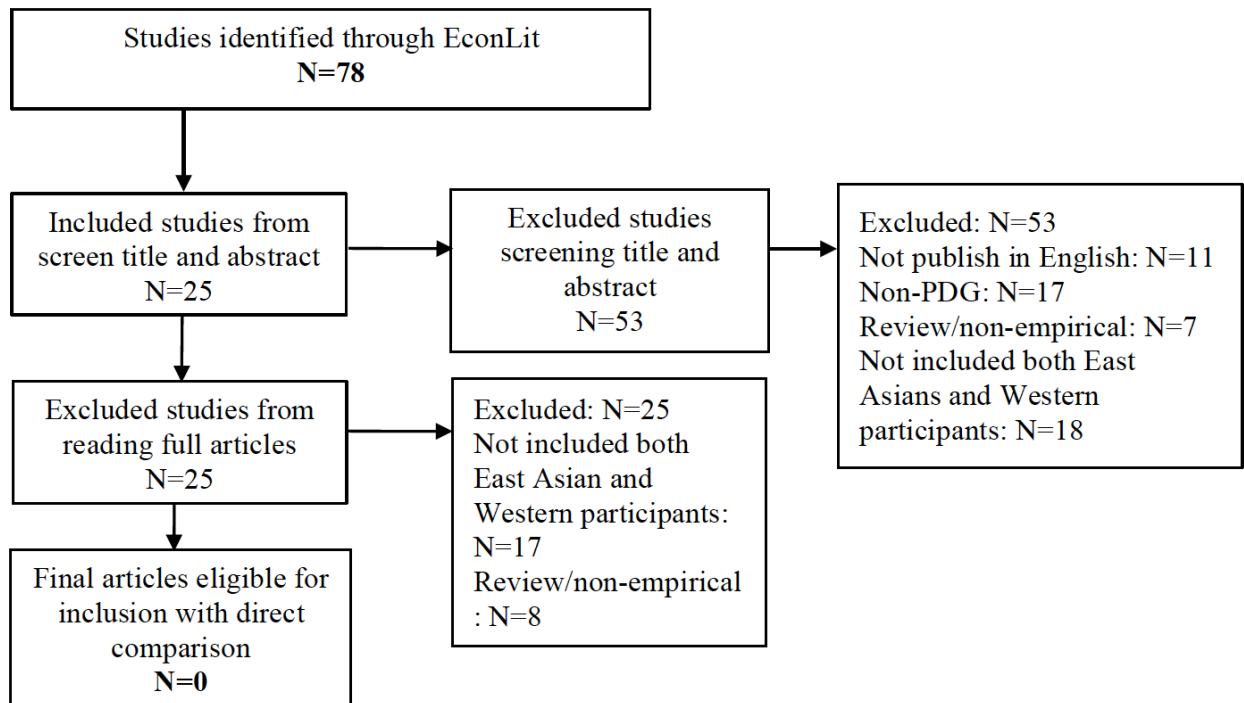 Studies identified through EconLit
N=78
Included studies from
screen title and abstract
N=25
Excluded studies
screening title and
abstract
N=53
Excluded: N=53
Not publish in English: N=11
Non-PDG: N=17
Review/non-empirical: N=7
Not included both East
Asians and Western
participants: N=18
Excluded studies from
reading full articles
N=25
Excluded: N=25
Not included both
East Asian and
Western participants:
N=17
Review/non-empirical
: N=8
Final articles eligible for
inclusion with direct
comparison
N=0